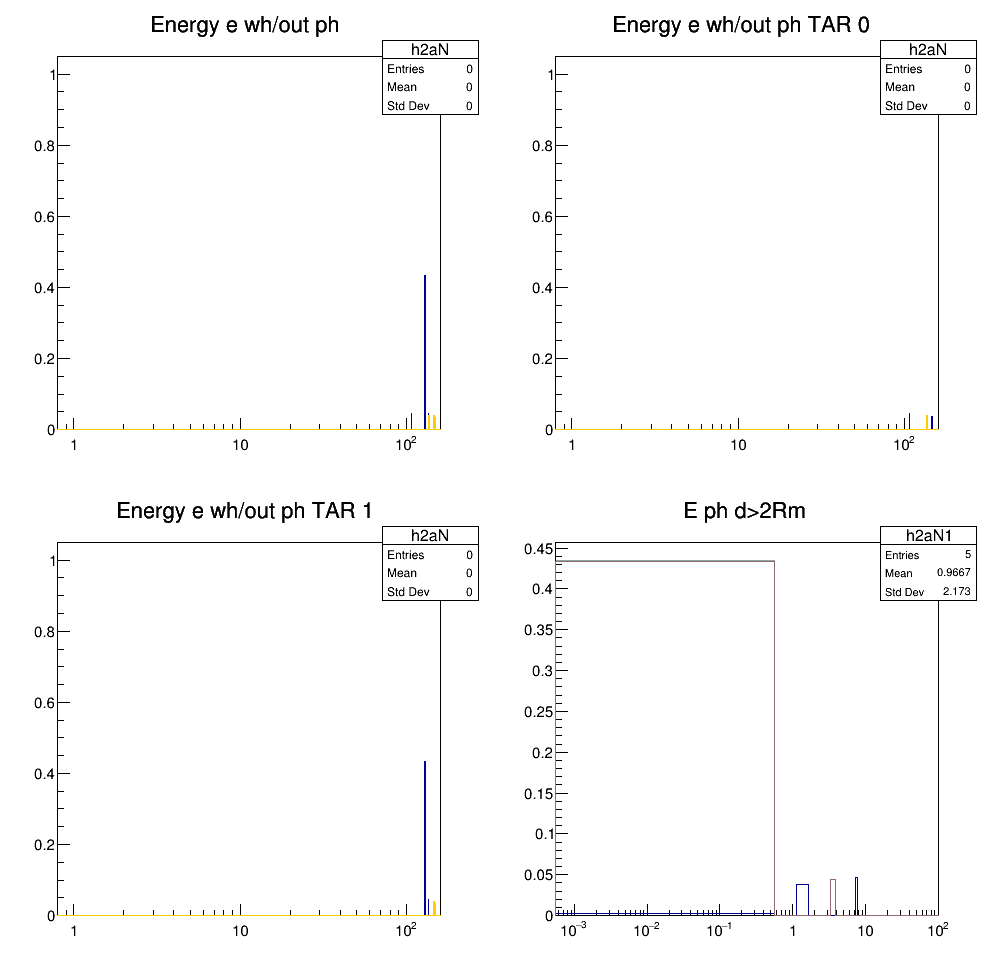 Energy e wh/out ph
h2aN
Entries 0
Mean 0
Std Dev 0
1
0.8
0.6
0.4
0.2
0
1 10 10²
Energy e wh/out ph TAR 0
h2aN
Entries 0
Mean 0
Std Dev 0
1
0.8
0.6
0.4
0.2
0
1 10 10²
Energy e wh/out ph TAR 1
h2aN
Entries 0
Mean 0
Std Dev 0
1
0.8
0.6
0.4
0.2
0
1 10 10²
E ph d>2Rm
h2aN1
Entries 5
Mean 0.9667
Std Dev 2.173
0.45
0.4
0.35
0.3
0.25
0.2
0.15
0.1
0.05
0
10⁻³ 10⁻² 10⁻¹ 1 10 10²